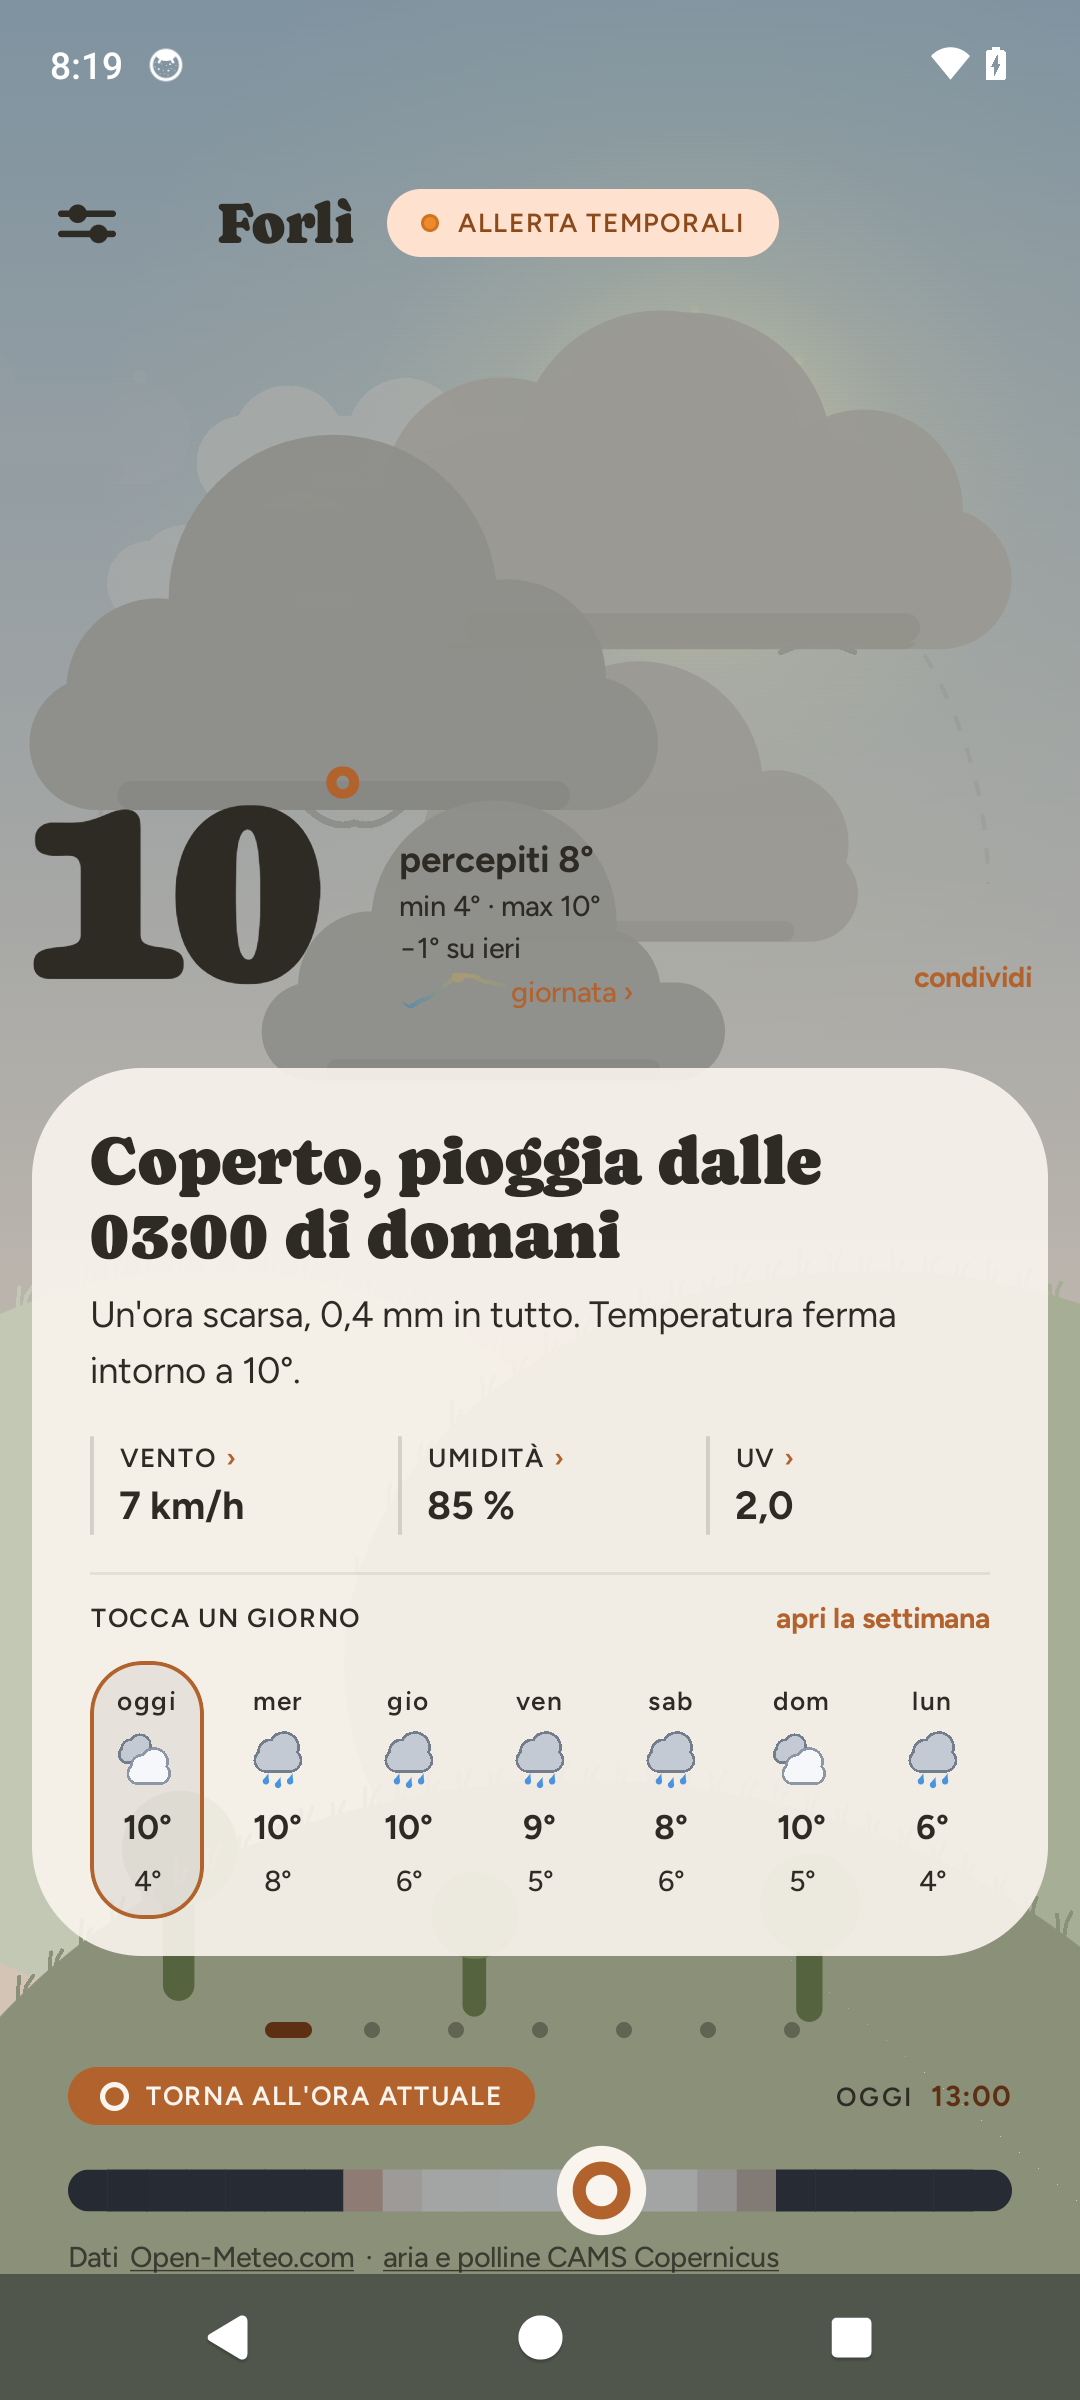 8:19
Forlì
ALLERTA TEMPORALI
10
percepiti 8°
min 4° · max 10°
−1° su ieri
giornata ›
condividi
Coperto, pioggia dalle
03:00 di domani
Un'ora scarsa, 0,4 mm in tutto. Temperatura ferma
intorno a 10°.
VENTO › UMIDITÀ › UV ›
7 km/h 85 % 2,0
TOCCA UN GIORNO apri la settimana
oggi mer gio ven sab dom lun
10° 10° 10° 9° 8° 10° 6°
4° 8° 6° 5° 6° 5° 4°
TORNA ALL'ORA ATTUALE OGGI 13:00
Dati Open-Meteo.com · aria e polline CAMS Copernicus